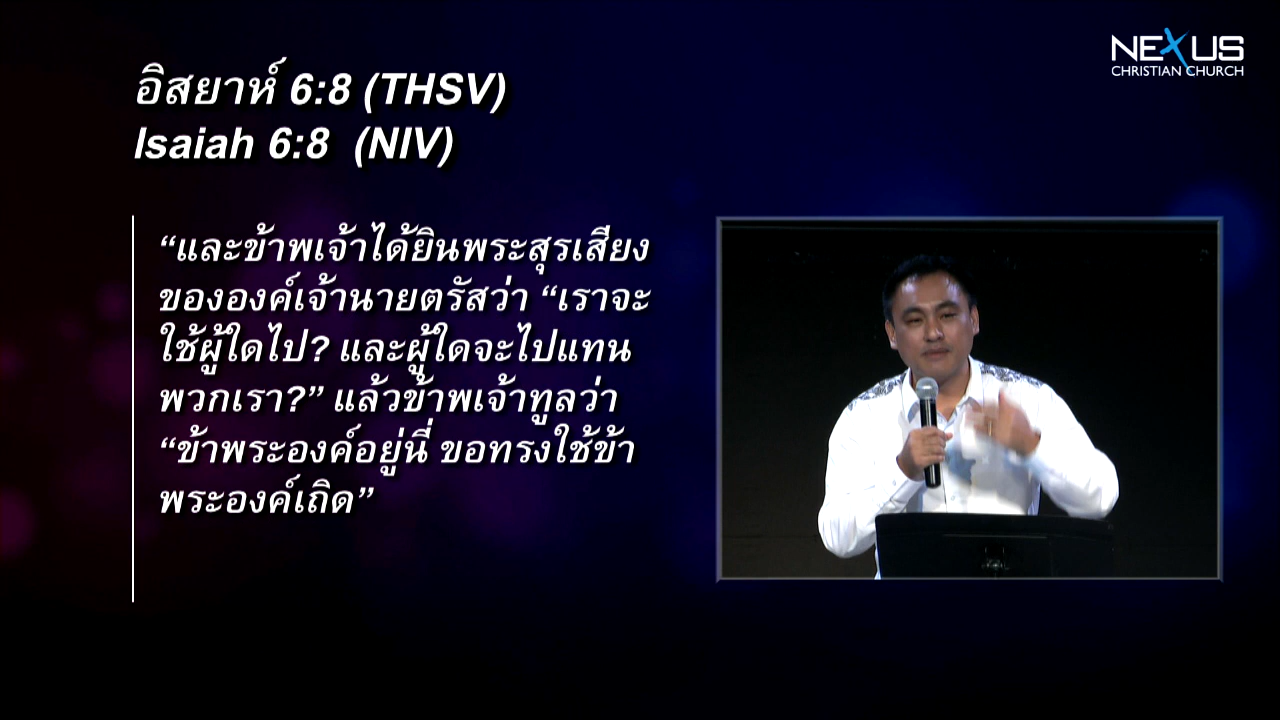 NEXUS
CHRISTIAN CHURCH
อิสยาห์ 6:8 (THSV)
Isaiah 6:8 (NIV)
“และข้าพเจ้าได้ยินพระสุรเสียง
ขององค์เจ้านายตรัสว่า “เราจะ
ใช้ผู้ใดไป? และผู้ใดจะไปแทน
พวกเรา?” แล้วข้าพเจ้าทูลว่า
“ข้าพระองค์อยู่นี่ ขอทรงใช้ข้า
พระองค์เถิด”